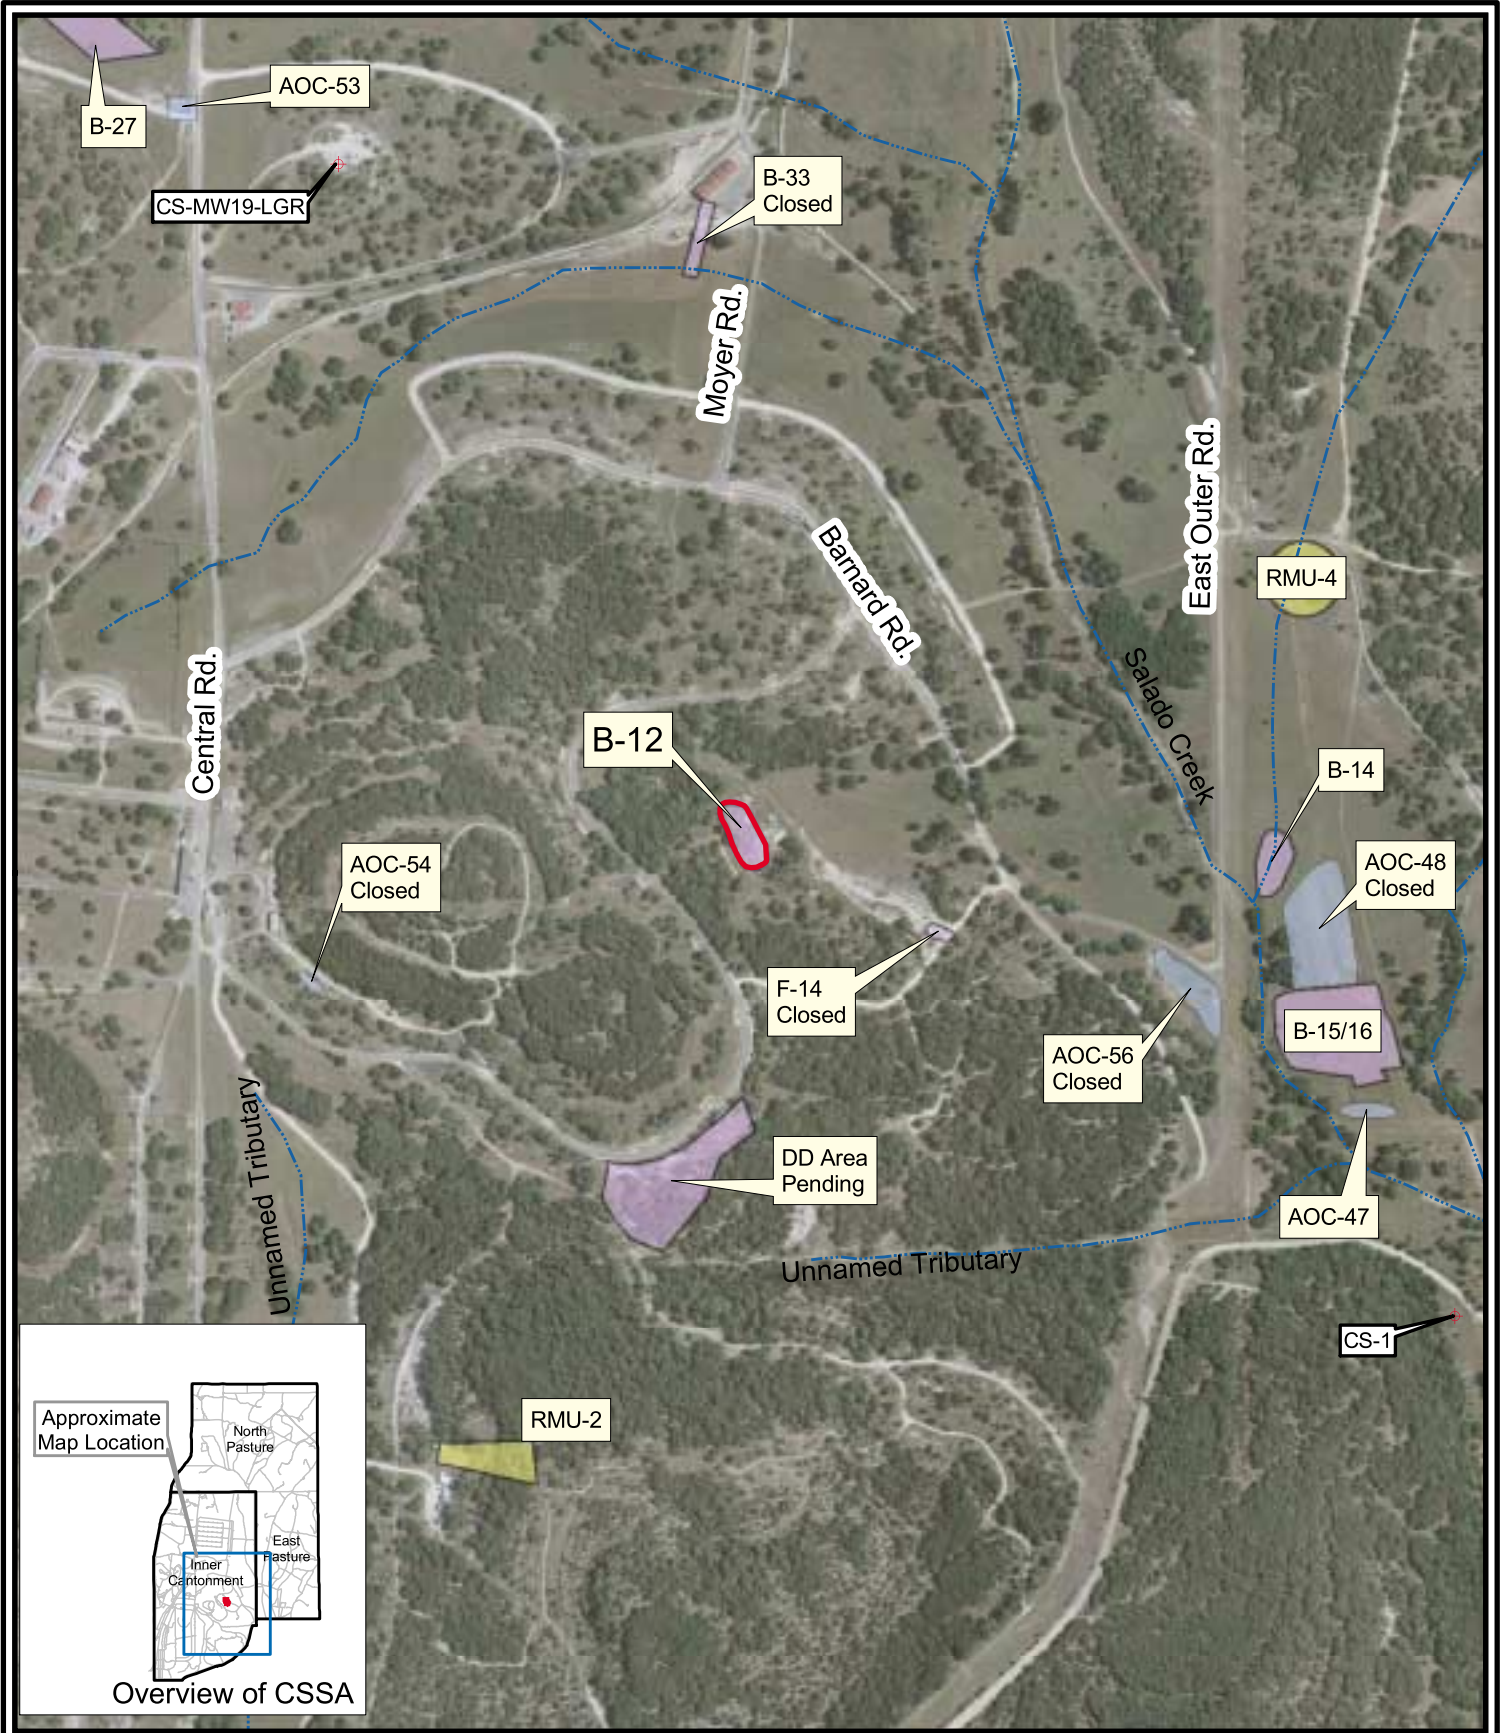 AOC-53
B-27
CS-MW19-LGR
B-33
Closed
Moyer Rd.
East Outer Rd.
Barnard Rd.
RMU-4
Central Rd.
Salado Creek
B-12
B-14
AOC-54
Closed
AOC-48
Closed
F-14
Closed
B-15/16
AOC-56
Closed
Unnamed Tributary
DD Area
Pending
AOC-47
Unnamed Tributary
CS-1
RMU-2
Approximate
Map Location
North
Pasture
East
Pasture
Inner
Cantonment
Overview of CSSA